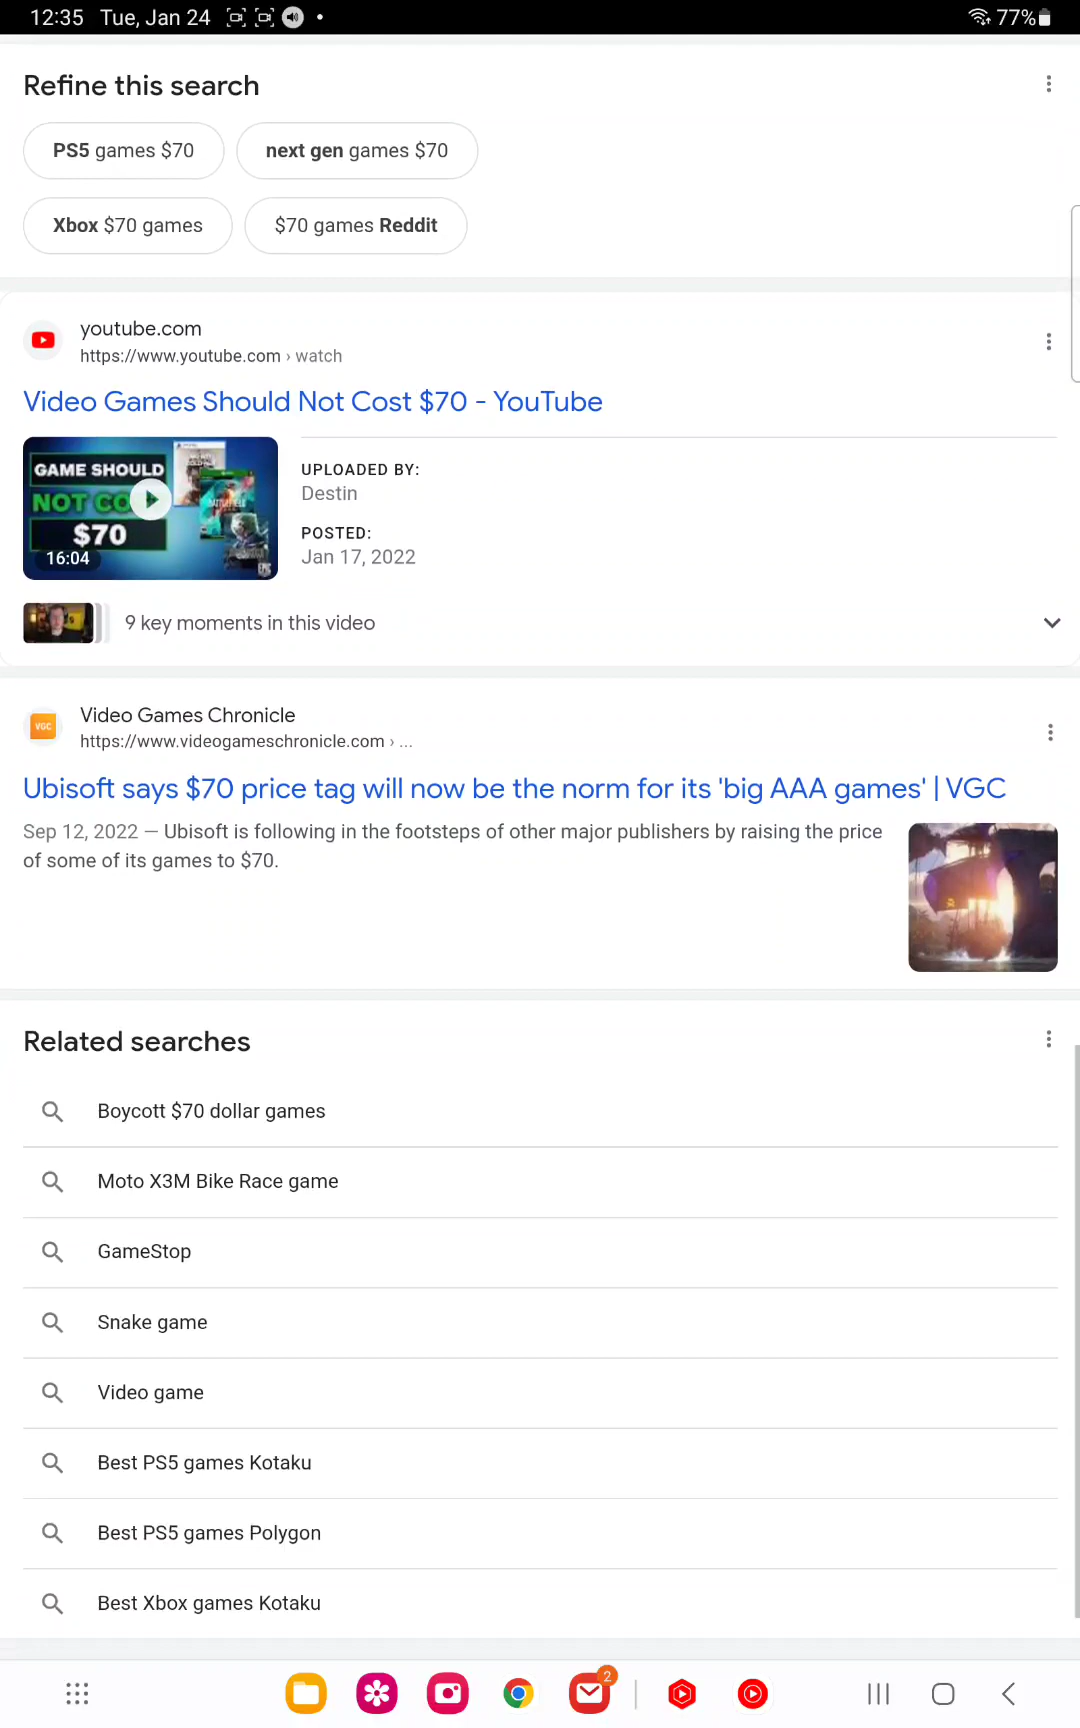 12:35 Tue, Jan 24
77%
Refine this search
PS5 games $70
next gen games $70
Xbox $70 games
$70 games Reddit
youtube.com
https://www.youtube.com › watch
Video Games Should Not Cost $70 - YouTube
GAME SHOULD
NOT CO
$70
16:04
UPLOADED BY:
Destin
POSTED:
Jan 17, 2022
9 key moments in this video
VGC
Video Games Chronicle
https://www.videogameschronicle.com › ...
Ubisoft says $70 price tag will now be the norm for its 'big AAA games' | VGC
Sep 12, 2022 — Ubisoft is following in the footsteps of other major publishers by raising the price
of some of its games to $70.
Related searches
Boycott $70 dollar games
Moto X3M Bike Race game
GameStop
Snake game
Video game
Best PS5 games Kotaku
Best PS5 games Polygon
Best Xbox games Kotaku
2